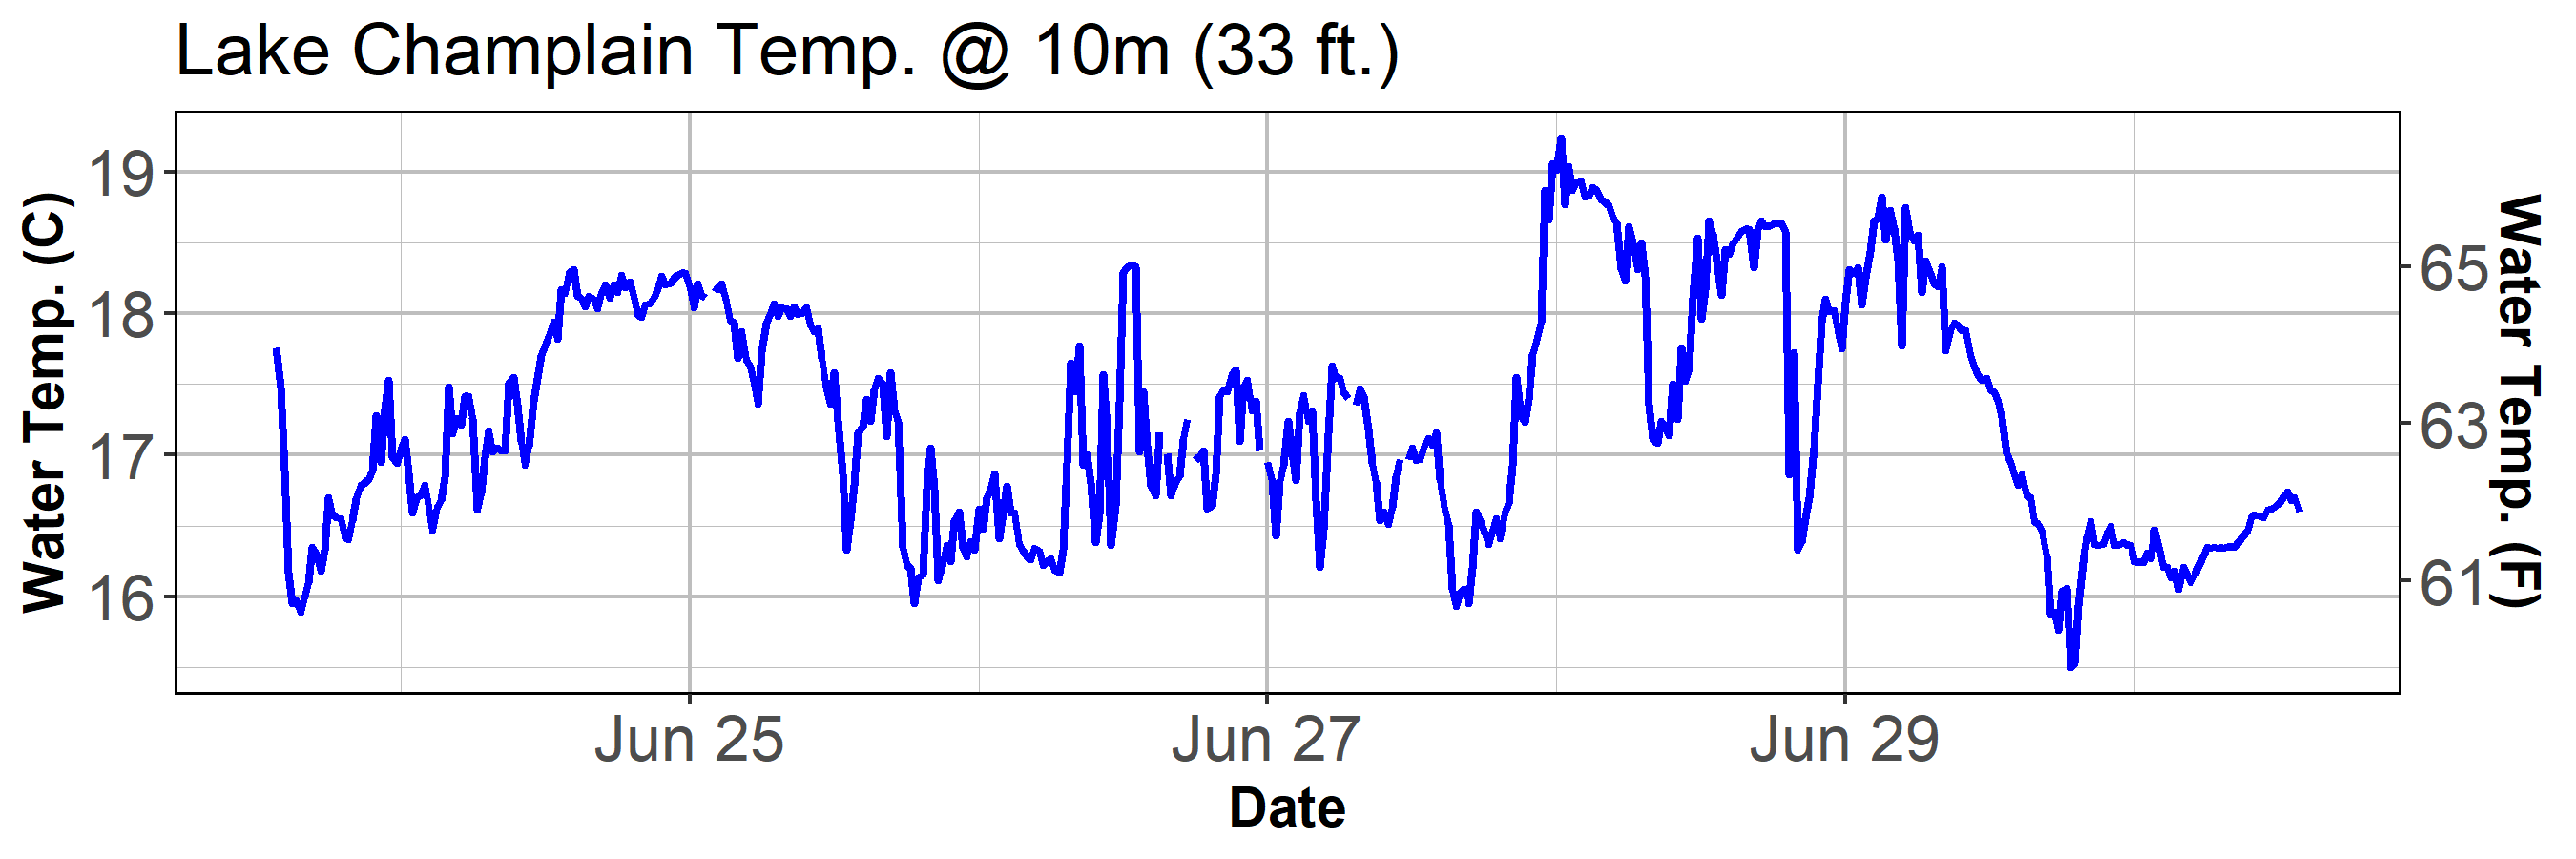 Lake Champlain Temp. @ 10m (33 ft.)
Water Temp. (C)
19
18
17
16
65
63
61
Water Temp. (F)
Jun 25
Jun 27
Jun 29
Date